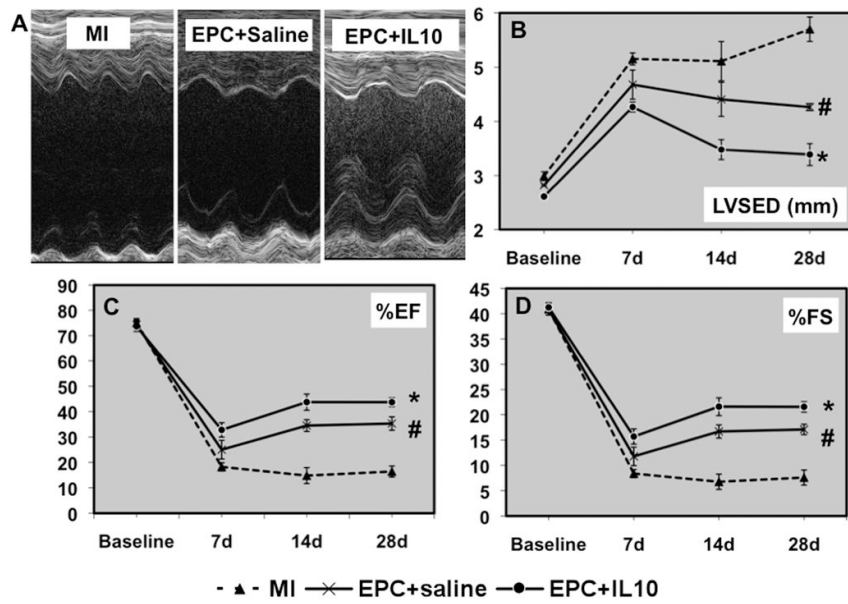 A
MI
EPC+Saline
EPC+IL10
B
6
5
4
3
2
#
*
LVSED (mm)
Baseline 7d 14d 28d
C
%EF
90
80
70
60
50
40
30
20
10
0
*
#
Baseline 7d 14d 28d
D
%FS
45
40
35
30
25
20
15
10
5
0
*
#
Baseline 7d 14d 28d
MI EPC+saline EPC+IL10